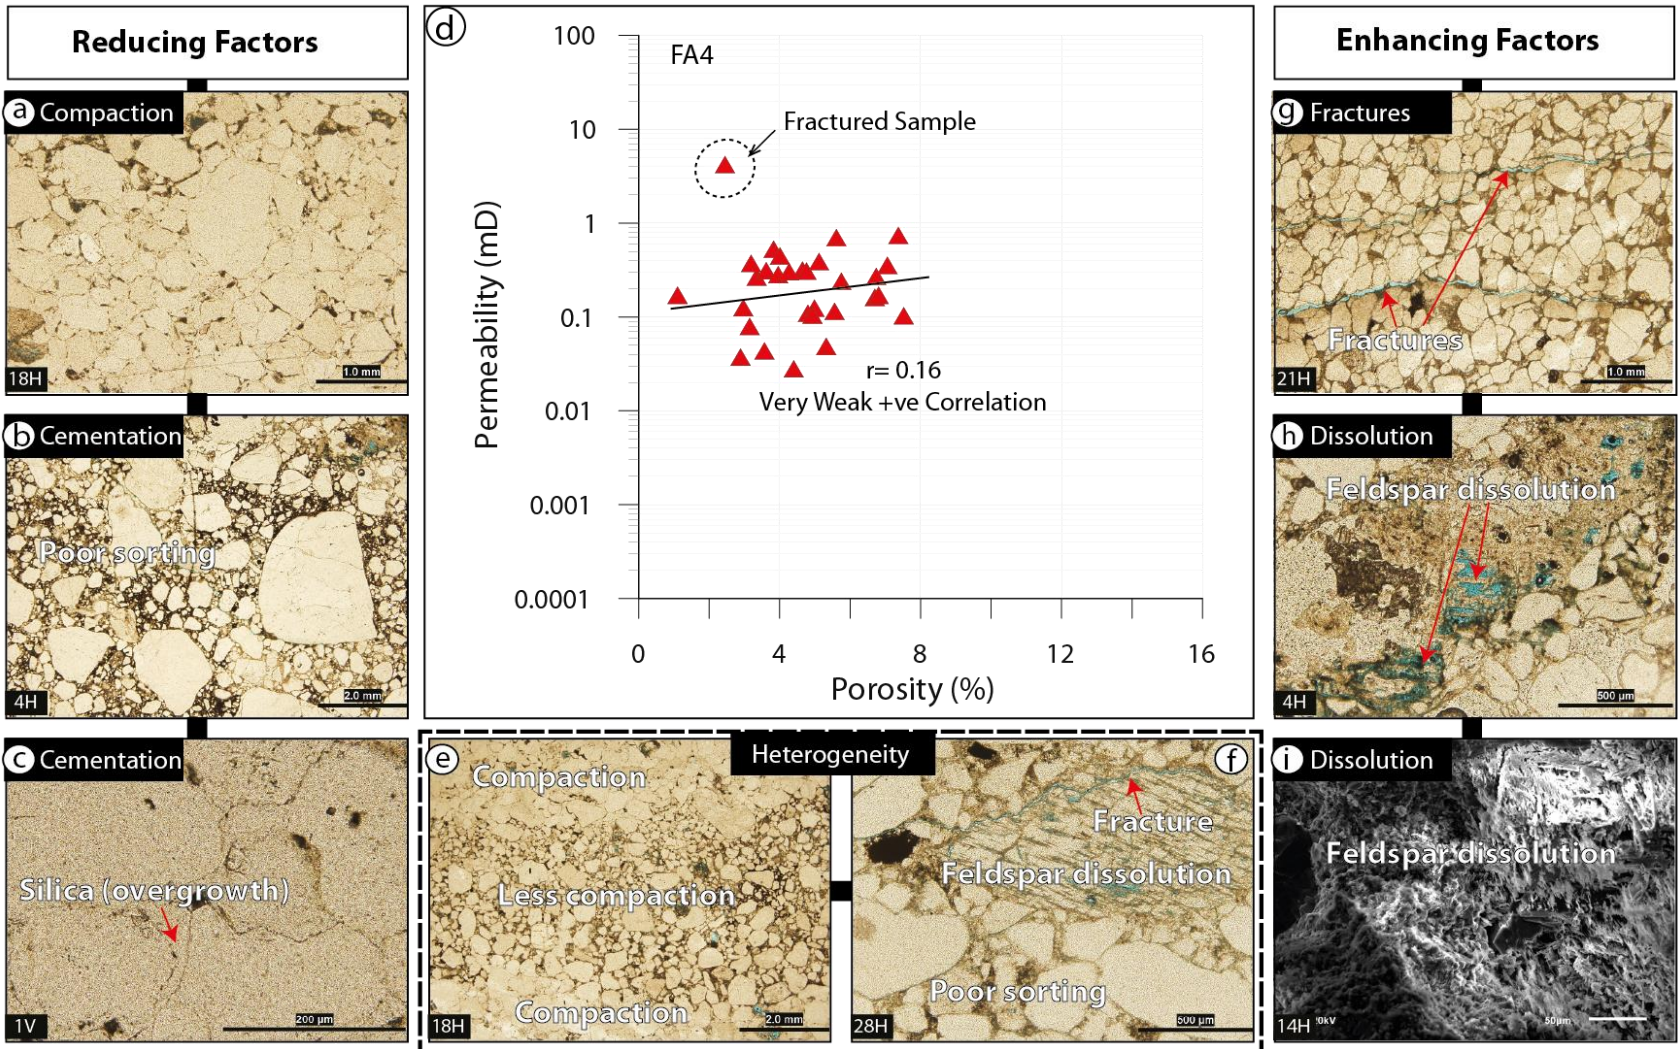 Reducing Factors
a Compaction
1.0 mm
18H
b Cementation
Poor sorting
2.0 mm
4H
c Cementation
Silica (overgrowth)
200 µm
1V
d
FA4
Fractured Sample
100
10
1
0.1
0.01
0.001
0.0001
Permeability (mD)
r= 0.16
Very Weak +ve Correlation
0 4 8 12 16
Porosity (%)
Heterogeneity
e
Compaction
Less compaction
Compaction
2.0 mm
18H
f
Fracture
Feldspar dissolution
Poor sorting
500 µm
28H
Enhancing Factors
g Fractures
Fractures
1.0 mm
21H
h Dissolution
Feldspar dissolution
500 µm
4H
i Dissolution
Feldspar dissolution
14H
0kV
50µm